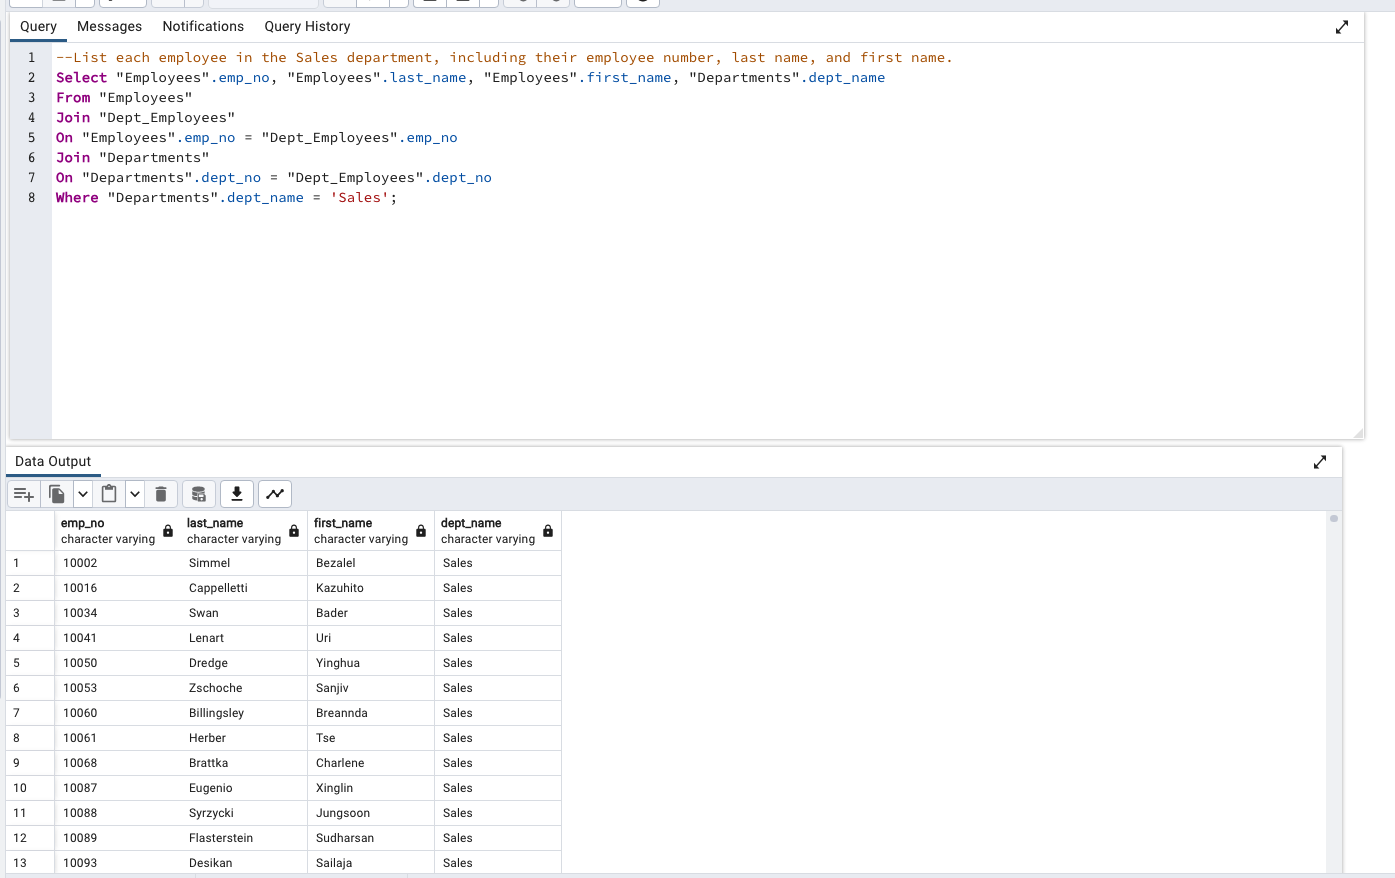 Query Messages Notifications Query History
1 --List each employee in the Sales department, including their employee number, last name, and first name.
2 Select "Employees".emp_no, "Employees".last_name, "Employees".first_name, "Departments".dept_name
3 From "Employees"
4 Join "Dept_Employees"
5 On "Employees".emp_no = "Dept_Employees".emp_no
6 Join "Departments"
7 On "Departments".dept_no = "Dept_Employees".dept_no
8 Where "Departments".dept_name = 'Sales';
Data Output
emp_no last_name first_name dept_name
character varying character varying character varying character varying
1 10002 Simmel Bezalel Sales
2 10016 Cappelletti Kazuhito Sales
3 10034 Swan Bader Sales
4 10041 Lenart Uri Sales
5 10050 Dredge Yinghua Sales
6 10053 Zschoche Sanjiv Sales
7 10060 Billingsley Breannda Sales
8 10061 Herber Tse Sales
9 10068 Brattka Charlene Sales
10 10087 Eugenio Xinglin Sales
11 10088 Syrzycki Jungsoon Sales
12 10089 Flasterstein Sudharsan Sales
13 10093 Desikan Sailaja Sales